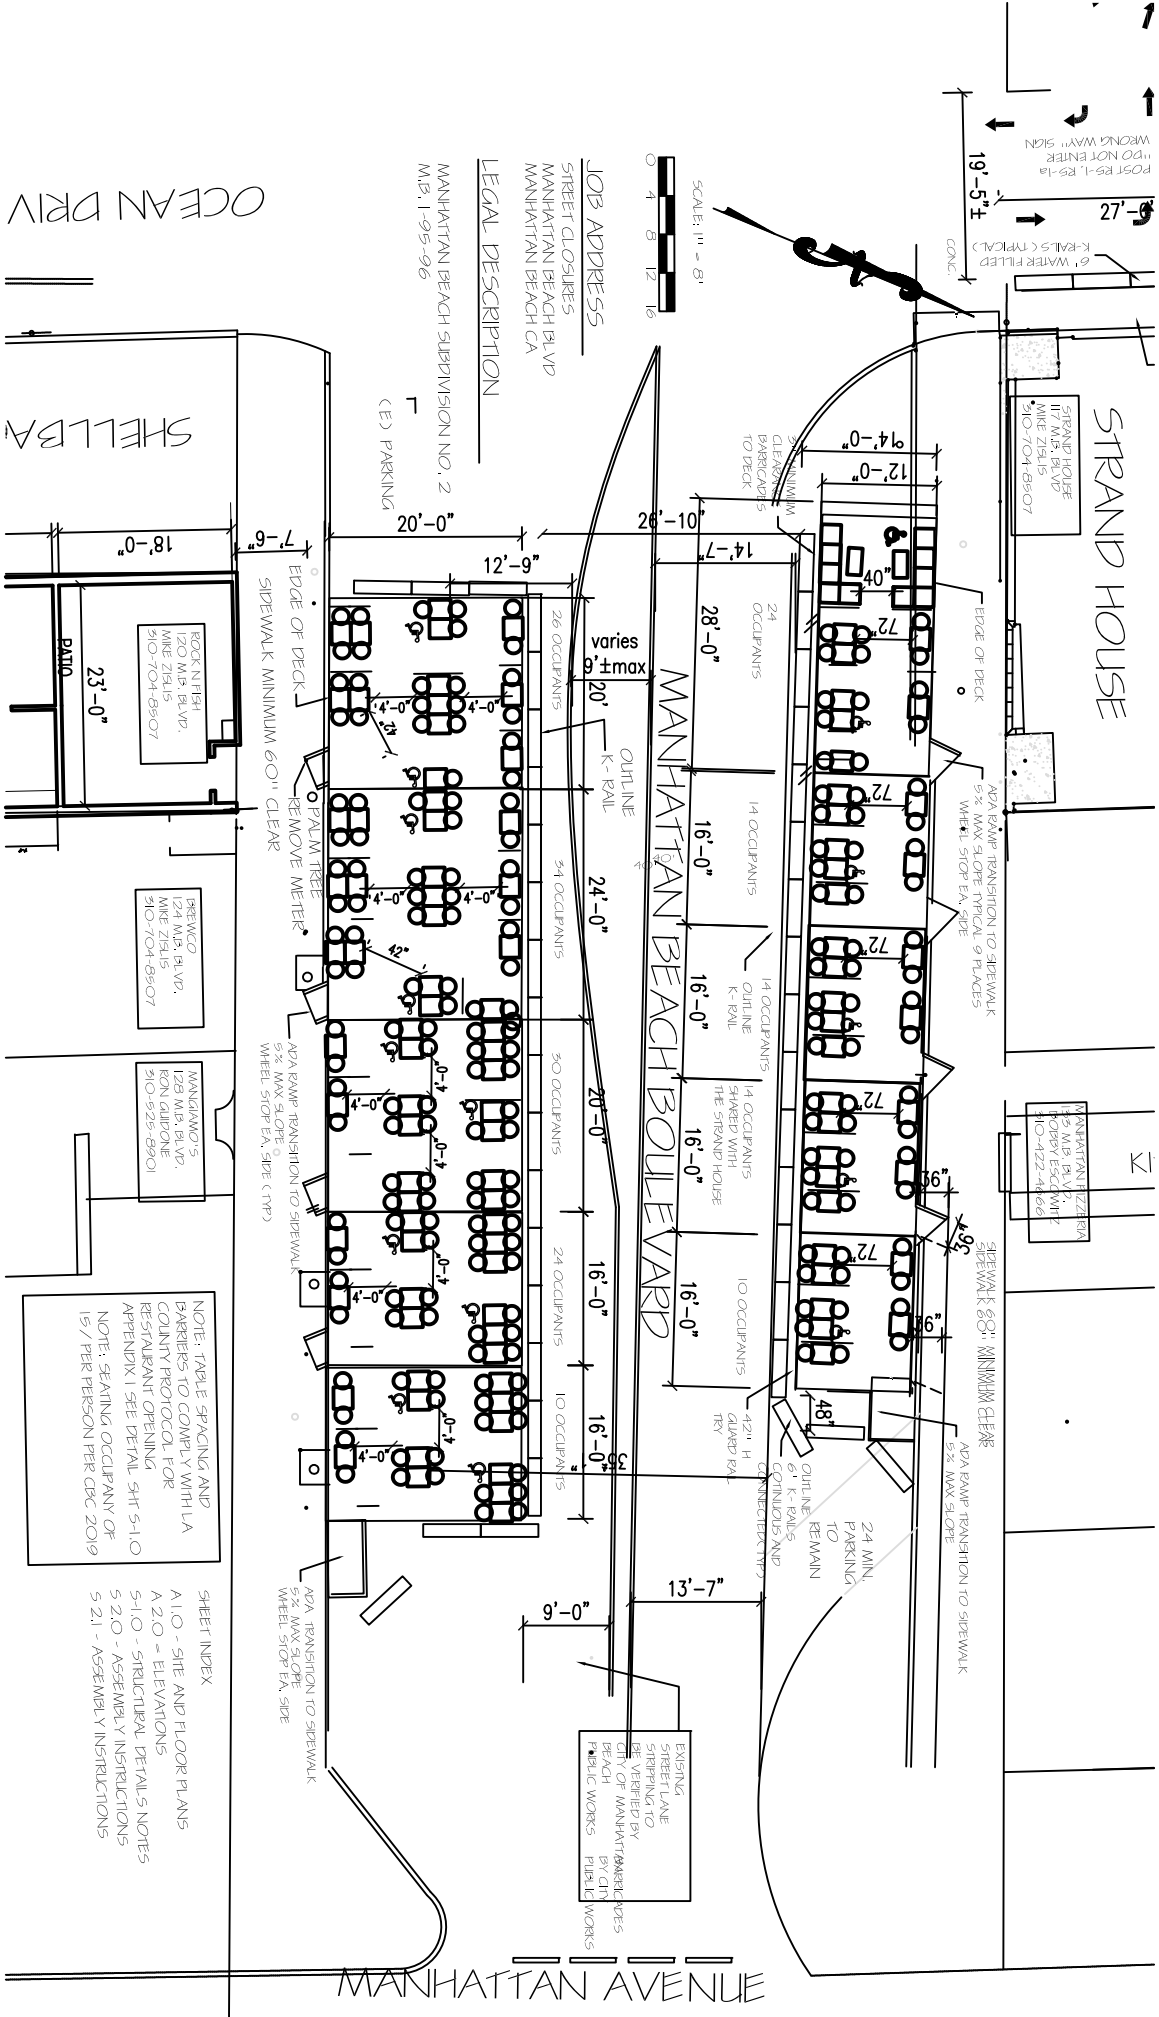 JOB ADDRESS
STREET CLOSURES
MANHATTAN BEACH BLVD
MANHATTAN BEACH CA
LEGAL DESCRIPTION
MANHATTAN BEACH SUBDIVISION NO. 2
M.B. 1-95-96
SCALE: 1" = 8'
0 4 8 12 16
(E) PARKING
OCEAN DRIV
SHELLBA
STRAND HOUSE
MANHATTAN BEACH BOULEVARD
MANHATTAN AVENUE
POST RS-1, RS-1a
"DO NOT ENTER
WRONG WAY" SIGN
19'-5"±
27'-0"
6' WATER FILLED
K-RAILS (TYPICAL)
CONC.
STRAND HOUSE
117 M.B. BLVD
MIKE ZISLIS
310-704-8507
3' MINIMUM
CLEARANCE
BARRICADES
TO DECK
14'-0"
12'-0"
26'-10"
14'-7"
20'-0"
12'-9"
7'-6"
18'-0"
23'-0"
PATIO
ROCK N FISH
120 M.B. BLVD.
MIKE ZISLIS
310-704-8507
EDGE OF DECK
SIDEWALK MINIMUM 60" CLEAR
PALM TREE
REMOVE METER
BREWCO
124 M.B. BLVD.
MIKE ZISLIS
310-704-8507
MANGIAMO'S
128 M.B. BLVD.
RON GUIDONE
310-525-8901
ADA RAMP TRANSITION TO SIDEWALK
5% MAX SLOPE
WHEEL STOP EA. SIDE (TYP)
26 OCCUPANTS
34 OCCUPANTS
30 OCCUPANTS
24 OCCUPANTS
10 OCCUPANTS
varies
9'±max
20'
24'-0"
20'-0"
16'-0"
16'-0"
OUTLINE
K-RAIL
4'-0"
4'-0"
42"
4'-0"
4'-0"
42"
4'-0"
4'-0"
4'-0"
4'-0"
4'-0"
4'-0"
4'-0"
35'
24
OCCUPANTS
14 OCCUPANTS
14 OCCUPANTS
OUTLINE
K-RAIL
14 OCCUPANTS
SHARED WITH
THE STRAND HOUSE
10 OCCUPANTS
28'-0"
16'-0"
16'-0"
16'-0"
16'-0"
40"
72"
72"
72"
72"
72"
36"
36"
36"
48"
EDGE OF DECK
ADA RAMP TRANSITION TO SIDEWALK
5% MAX SLOPE TYPICAL 9 PLACES
WHEEL STOP EA. SIDE
MANHATTAN PIZZERIA
133 M.B. BLVD.
BOBBY ESCOWITZ
310-422-4666
SIDEWALK 60" MINIMUM CLEAR
ADA RAMP TRANSITION TO SIDEWALK
5% MAX SLOPE
42" H
GUARD RAIL
TRY
OUTLINE
6' K-RAILS
COTINUOUS AND
CONNECTED(TYP)
24 MIN.
PARKING
TO
REMAIN
13'-7"
9'-0"
EXISTNG
STREET LANE
STRIPPING TO
BE VERIFIED BY
CITY OF MANHATTAN
BEACH
PUBLIC WORKS
BARRICADES
BY CITY
PUBLIC WORKS
NOTE: TABLE SPACING AND
BARRIERS TO COMPLY WITH LA
COUNTY PROTOCOL FOR
RESTAURANT OPENING
APPENDIX I SEE DETAIL SHT S-1.0
NOTE: SEATING OCCUPANCY OF
15/ PER PERSON PER CBC 2019
ADA TRANSITION TO SIDEWALK
5% MAX SLOPE
WHEEL STOP EA. SIDE
SHEET INDEX
A 1.0 - SITE AND FLOOR PLANS
A 2.0 = ELEVATIONS
S-1.0 - STRUCTURAL DETAILS NOTES
S 2.0 - ASSEMBLY INSTRUCTIONS
S 2.1 - ASSEMBLY INSTRUCTIONS